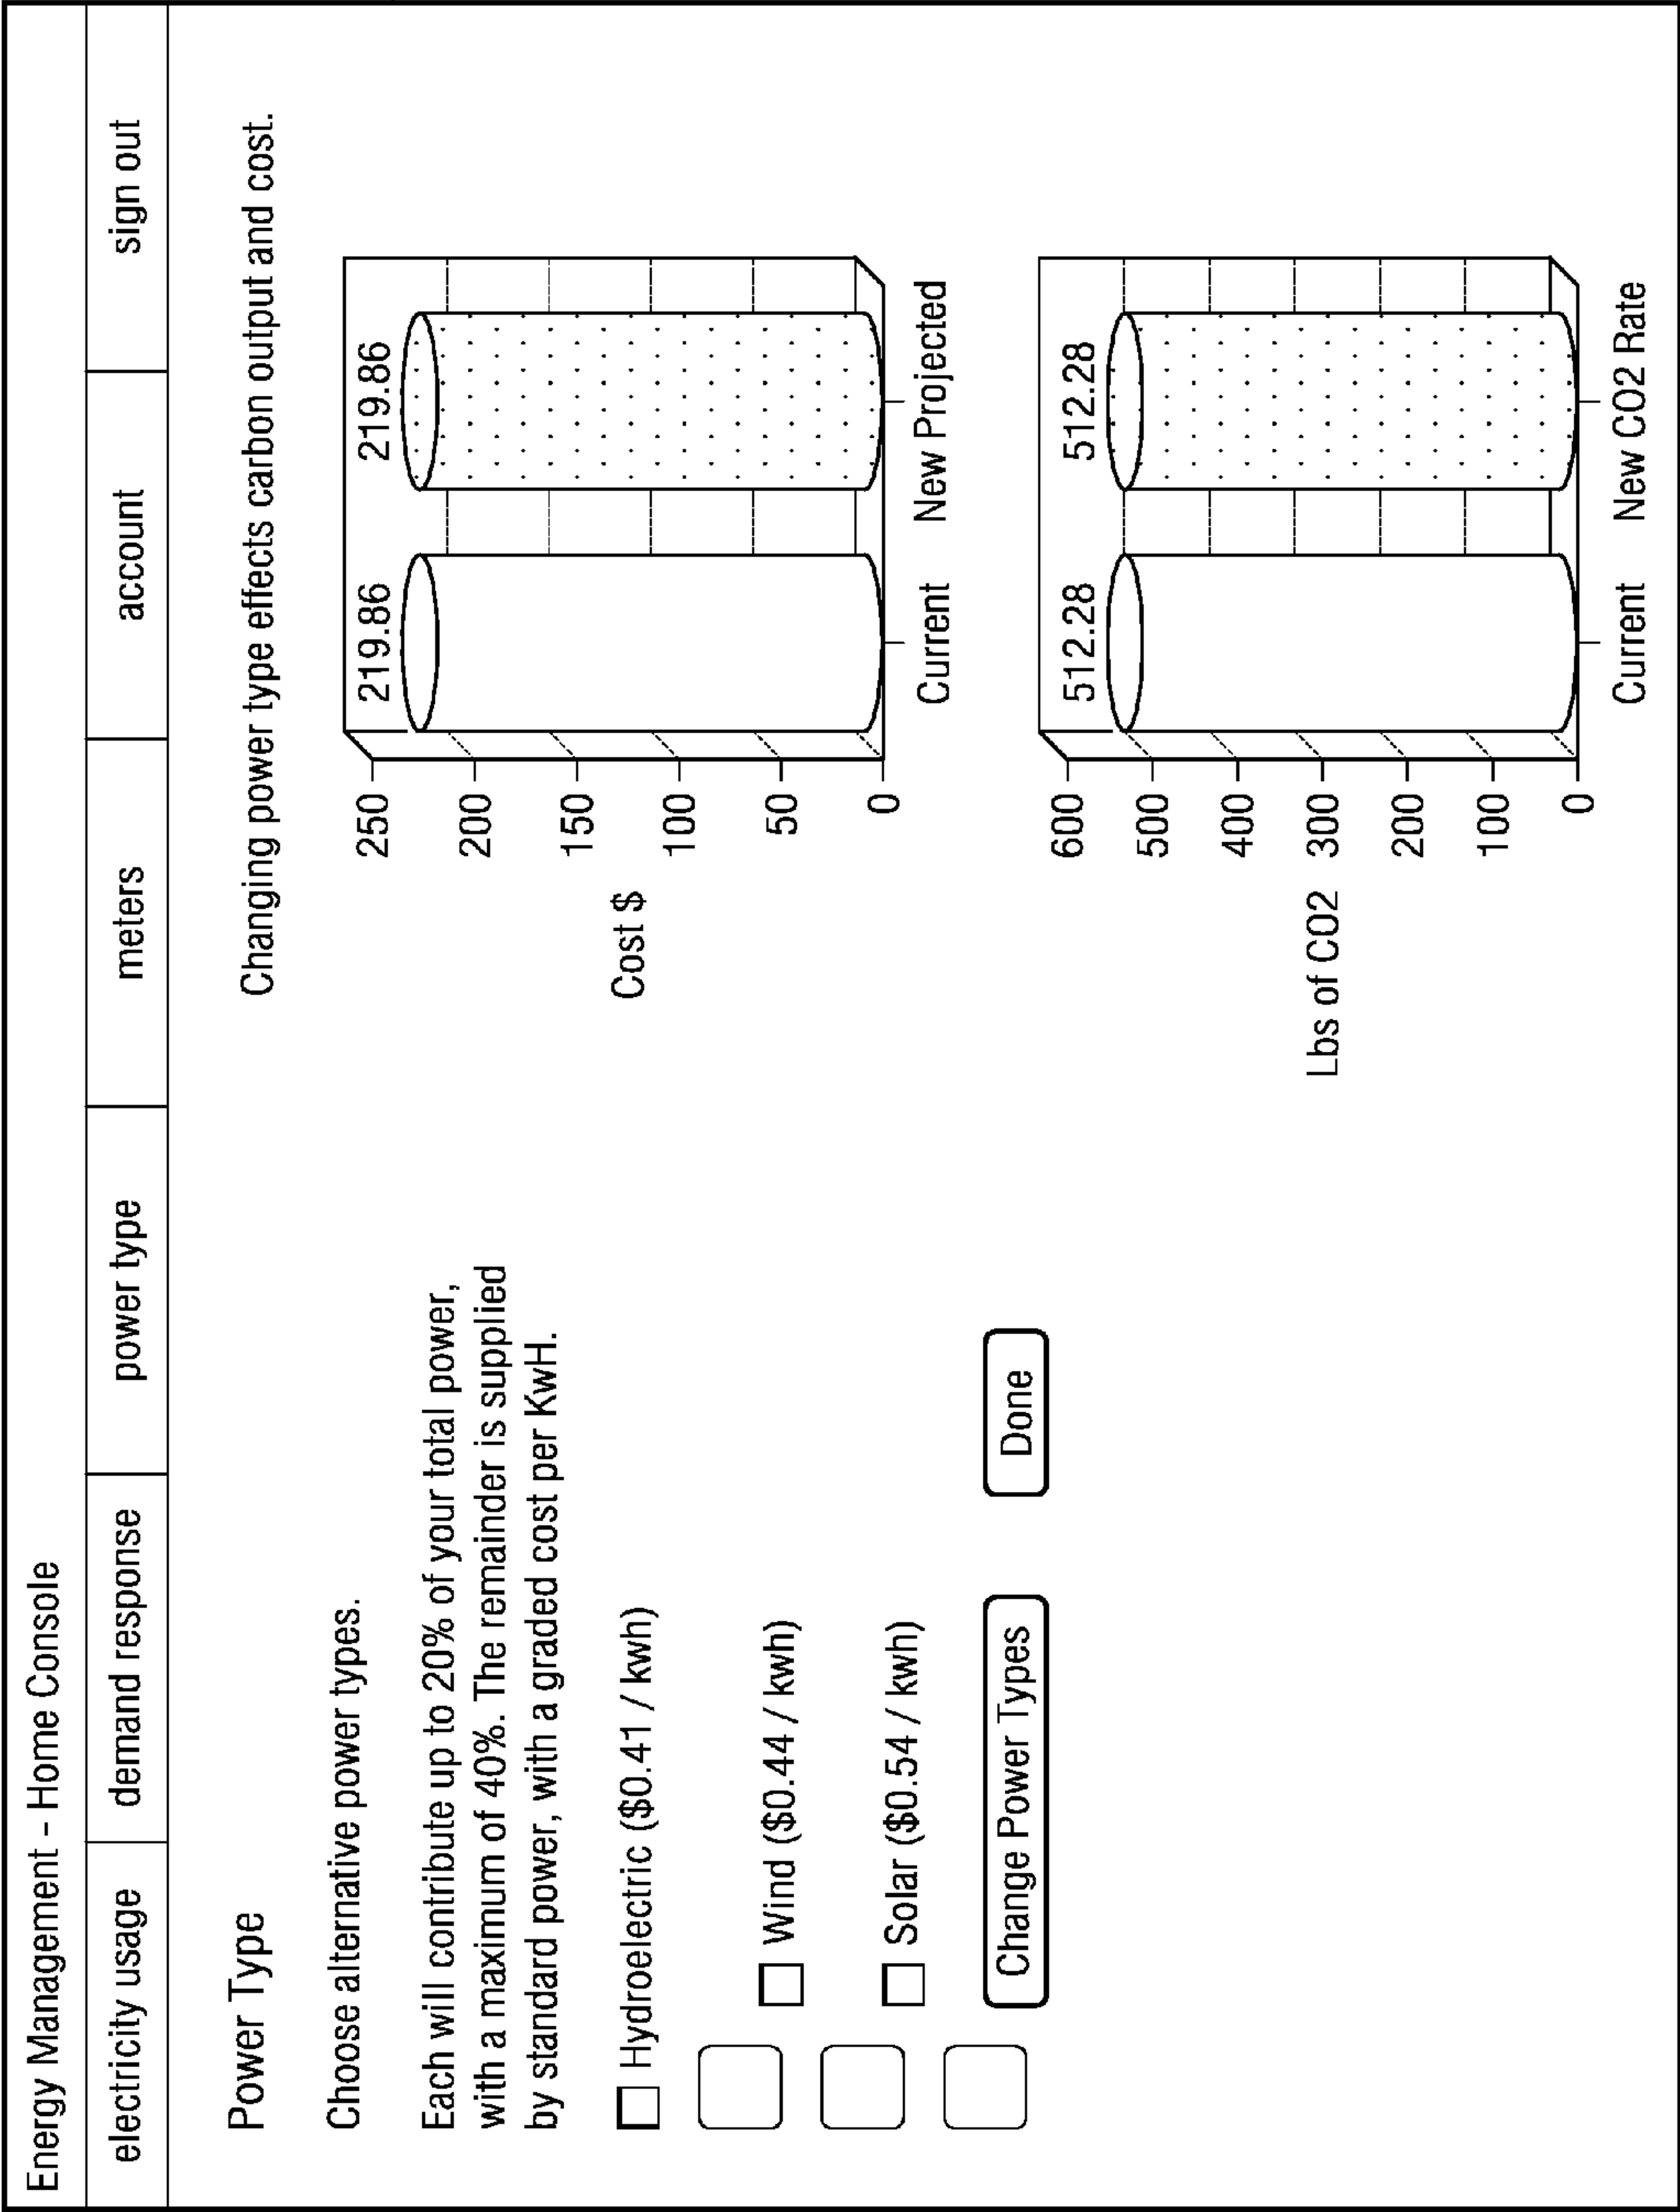 Energy Management - Home Console
electricity usage
demand response
power type
meters
account
sign out
Power Type
Choose alternative power types.
Each will contribute up to 20% of your total power,
with a maximum of 40%. The remainder is supplied
by standard power, with a graded cost per KwH.
Hydroelectric ($0.41 / kwh)
Wind ($0.44 / kwh)
Solar ($0.54 / kwh)
Change Power Types
Done
Changing power type effects carbon output and cost.
219.86
219.86
250
200
150
100
50
0
Cost $
Current
New Projected
512.28
512.28
600
500
400
300
200
100
0
Lbs of CO2
Current
New CO2 Rate